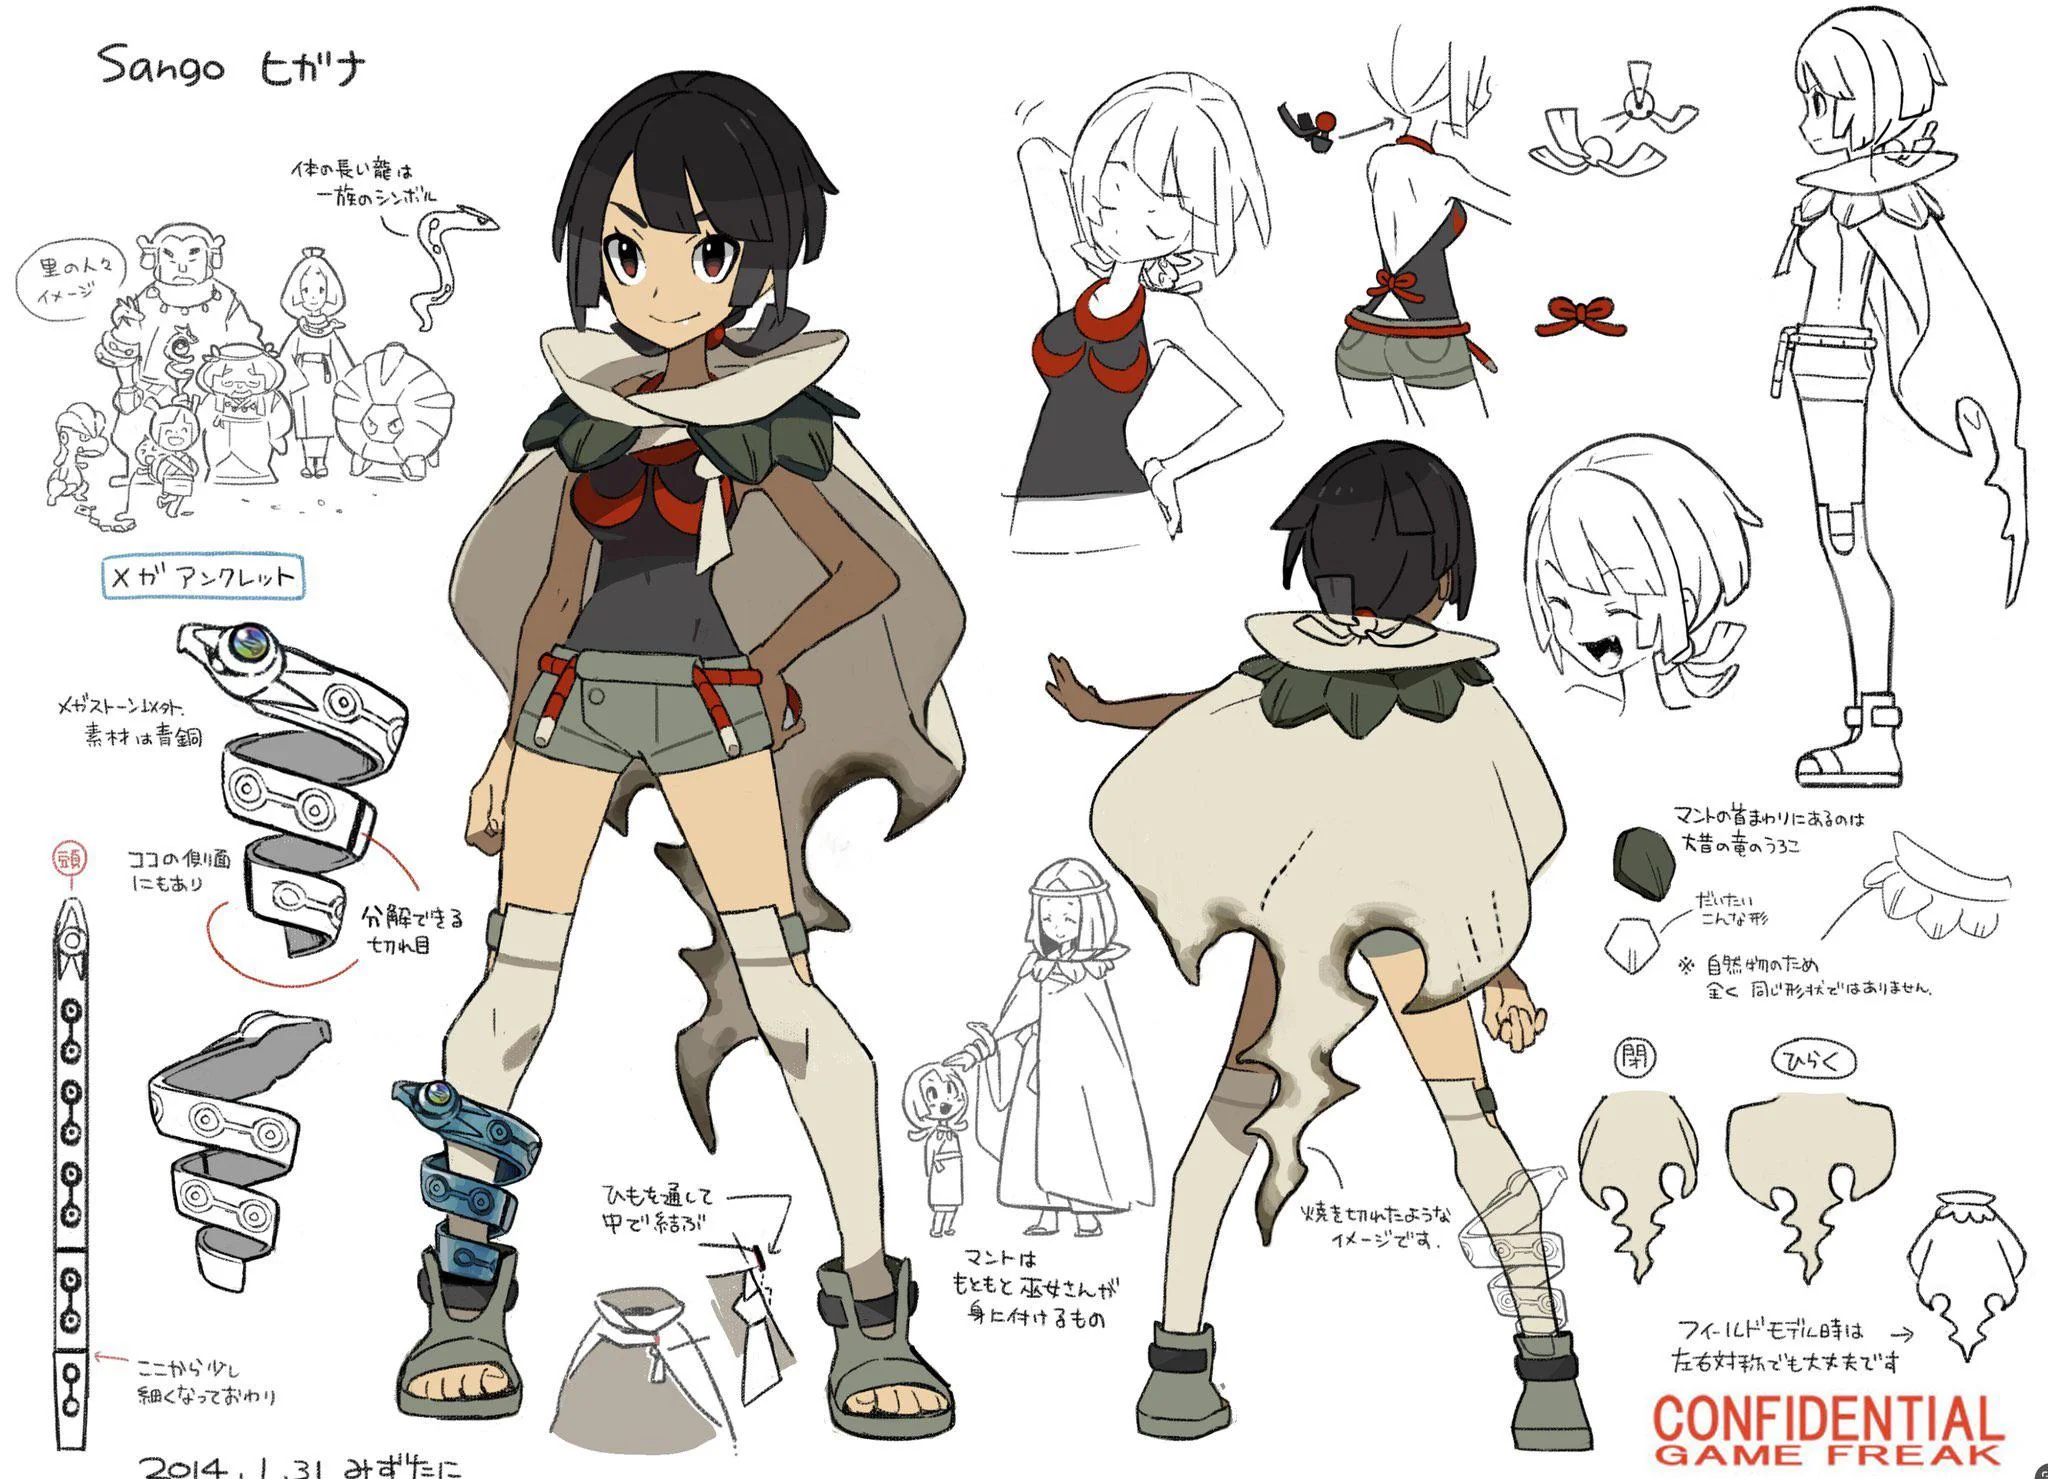 Sango ヒガナ
体の長い龍は
一族のシンボル
里の人々
イメージ
メガ アンクレット
メガストーン以外、
素材は青銅
ココの側面
にもあり
分解できる
切れ目
頭
ここから少し
細くなっておわり
2014.1.31 みずたに
ひもを通して
中で結ぶ
マントは
もともと巫女さんが
身に付けるもの
焼き切れたような
イメージです.
マントの首まわりにあるのは
大昔の竜のうろこ
だいたい
こんな形
※ 自然物のため
全く同じ形状ではありません.
閉
ひらく
フィールドモデル時は
左右対称でも大丈夫です
CONFIDENTIAL
GAME FREAK